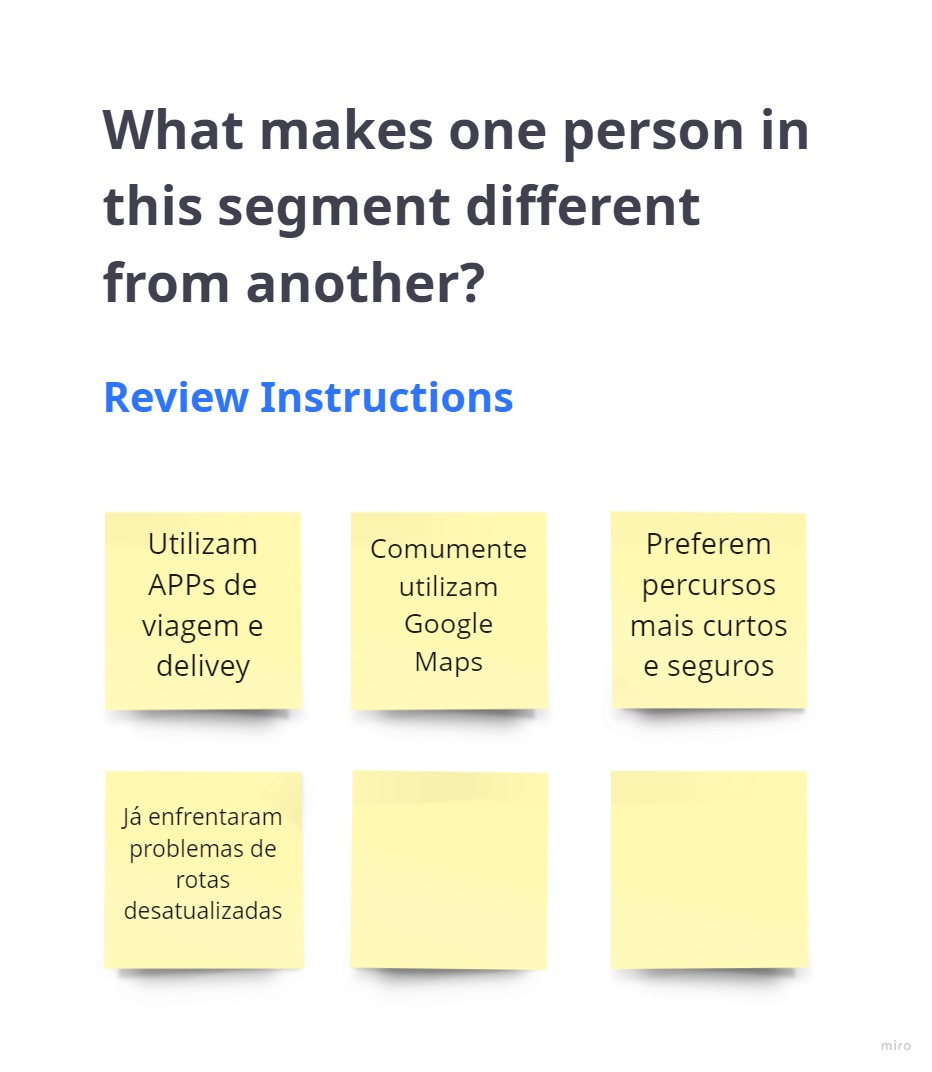 What makes one person in
this segment different
from another?
Review Instructions
Utilizam
APPs de
viagem e
delivey
Comumente
utilizam
Google
Maps
Preferem
percursos
mais curtos
e seguros
Já enfrentaram
problemas de
rotas
desatualizadas
miro